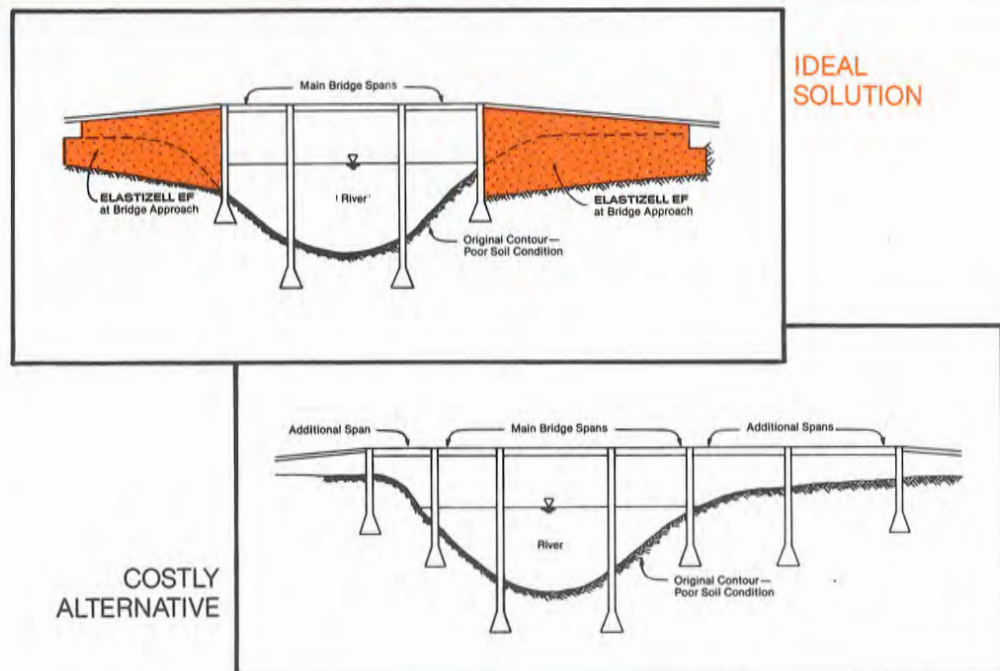 IDEAL
SOLUTION
Main Bridge Spans
ELASTIZELL EF
at Bridge Approach
River
ELASTIZELL EF
at Bridge Approach
Original Contour—
Poor Soil Condition
Additional Span
Main Bridge Spans
Additional Spans
River
Original Contour—
Poor Soil Condition
COSTLY
ALTERNATIVE